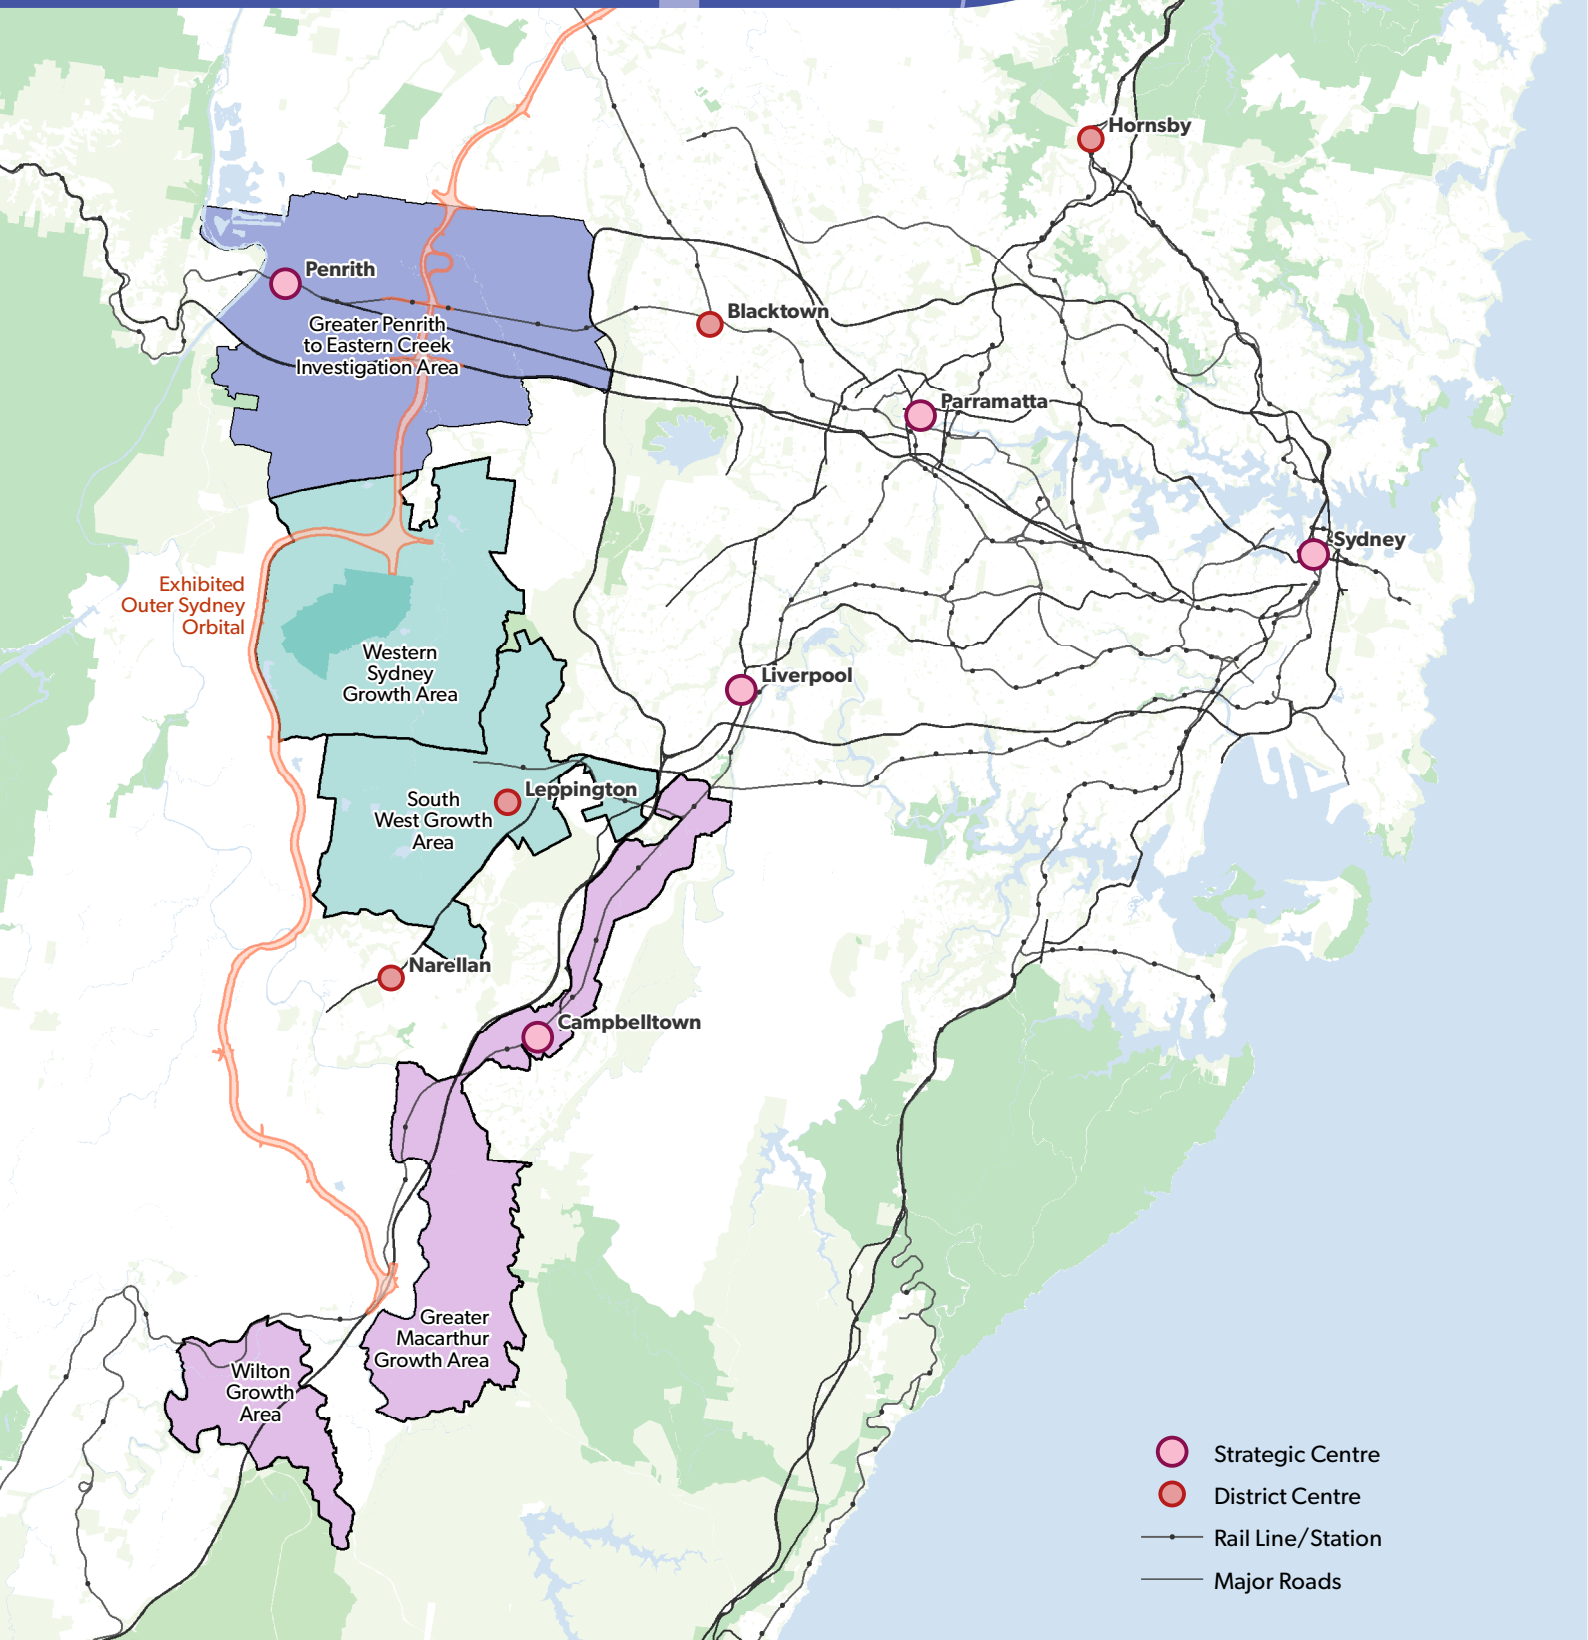 Hornsby
Penrith
Blacktown
Greater Penrith
to Eastern Creek
Investigation Area
Parramatta
Sydney
Exhibited
Outer Sydney
Orbital
Western
Sydney
Growth Area
Liverpool
Leppington
South
West Growth
Area
Narellan
Campbelltown
Greater
Macarthur
Growth Area
Wilton
Growth
Area
Strategic Centre
District Centre
Rail Line/Station
Major Roads